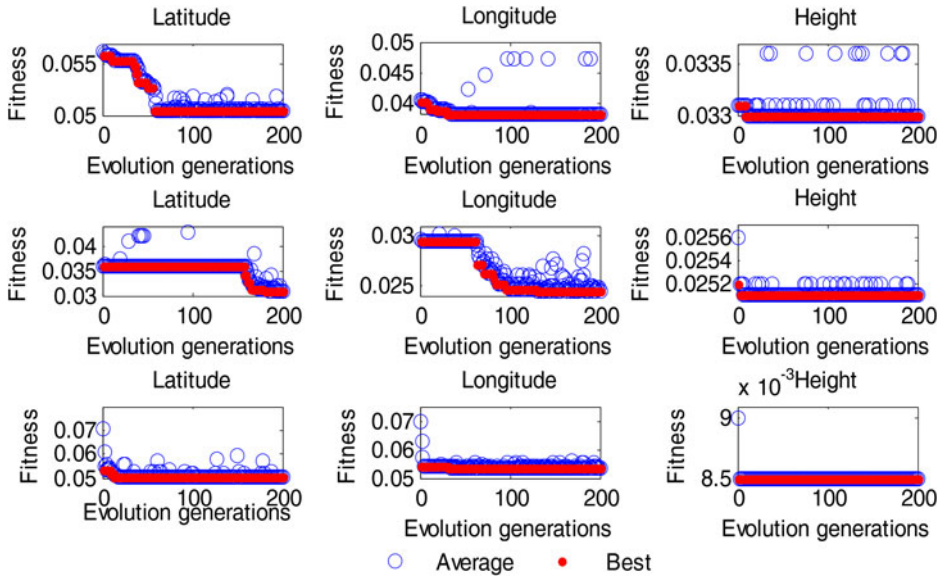 Latitude
Longitude
Height
Fitness
0.055
0.05
0 100 200
Evolution generations
Fitness
0.05
0.045
0.04
0 100 200
Evolution generations
Fitness
0.0335
0.033
0 100 200
Evolution generations
Latitude
Longitude
Height
Fitness
0.04
0.035
0.03
0 100 200
Evolution generations
Fitness
0.03
0.025
0 100 200
Evolution generations
Fitness
0.0256
0.0254
0.0252
0 100 200
Evolution generations
Latitude
Longitude
x 10-3 Height
Fitness
0.07
0.06
0.05
0 100 200
Evolution generations
Fitness
0.07
0.06
0.05
0 100 200
Evolution generations
Fitness
9
8.5
0 100 200
Evolution generations
Average Best